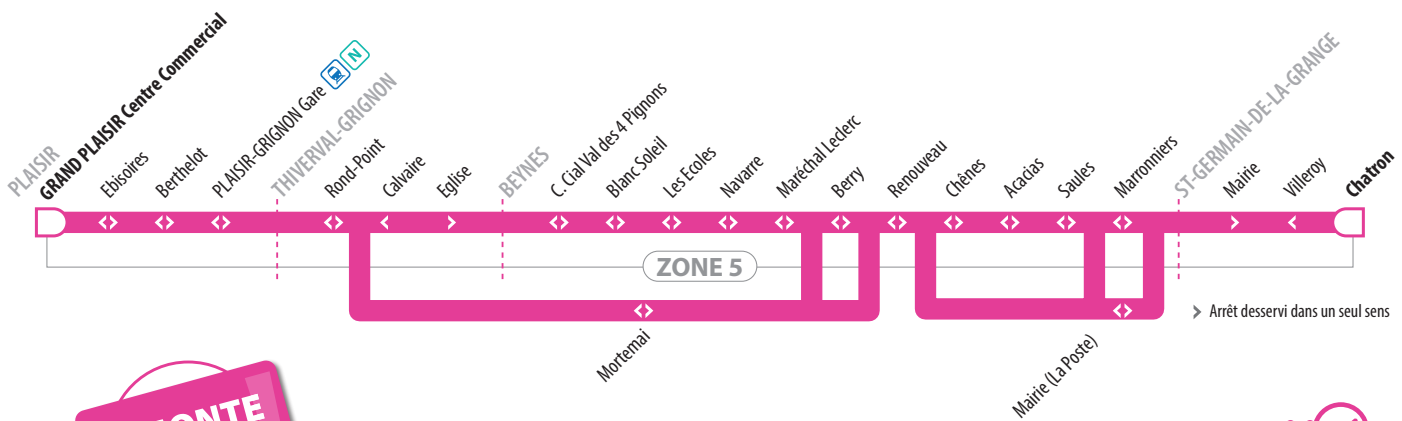 PLAISIR
GRAND PLAISIR Centre Commercial
Ebisoires
Berthelot
PLAISIR-GRIGNON Gare N
THIVERVAL-GRIGNON
Rond-Point
Calvaire
Eglise
BEYNES
C. Cial Val des 4 Pignons
Blanc Soleil
Les Ecoles
Navarre
Maréchal Leclerc
Berry
Renouveau
Chênes
Acacias
Saules
Marronniers
ST-GERMAIN-DE-LA-GRANGE
Mairie
Villeroy
Chatron
ZONE 5
Mortemai
Mairie (La Poste)
> Arrêt desservi dans un seul sens